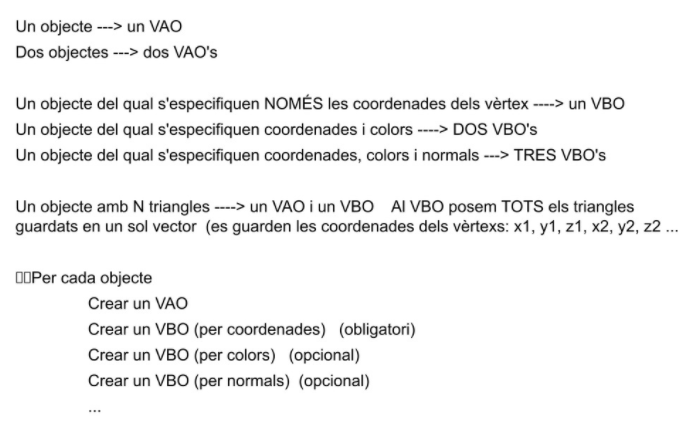 Un objecte ---> un VAO
Dos objectes ---> dos VAO's
Un objecte del qual s'especifiquen NOMÉS les coordenades dels vèrtex ----> un VBO
Un objecte del qual s'especifiquen coordenades i colors ----> DOS VBO's
Un objecte del qual s'especifiquen coordenades, colors i normals ---> TRES VBO's
Un objecte amb N triangles ----> un VAO i un VBO    Al VBO posem TOTS els triangles
guardats en un sol vector  (es guarden les coordenades dels vèrtexs: x1, y1, z1, x2, y2, z2 ...
▯▯Per cada objecte
Crear un VAO
Crear un VBO (per coordenades)   (obligatori)
Crear un VBO (per colors)   (opcional)
Crear un VBO (per normals)  (opcional)
...